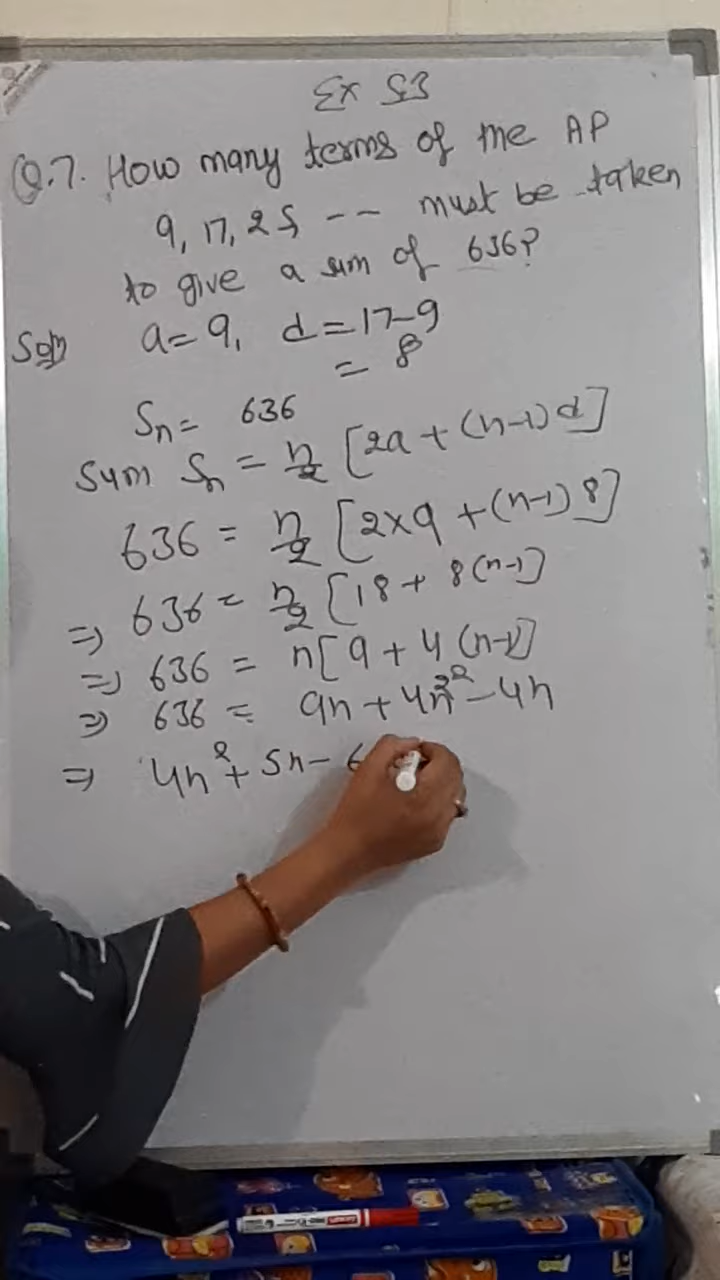 Ex 5.3
Q.7. How many terms of the AP
9, 17, 25 -- must be taken
to give a sum of 636?
Soln a = 9, d = 17-9
= 8
Sn = 636
Sum Sn = n/2 [2a + (n-1) d]
636 = n/2 [2×9 + (n-1) 8]
=> 636 = n/2 [18 + 8(n-1)]
=> 636 = n[9 + 4 (n-1)]
=> 636 = 9n + 4n² - 4n
=> 4n² + 5n - 6